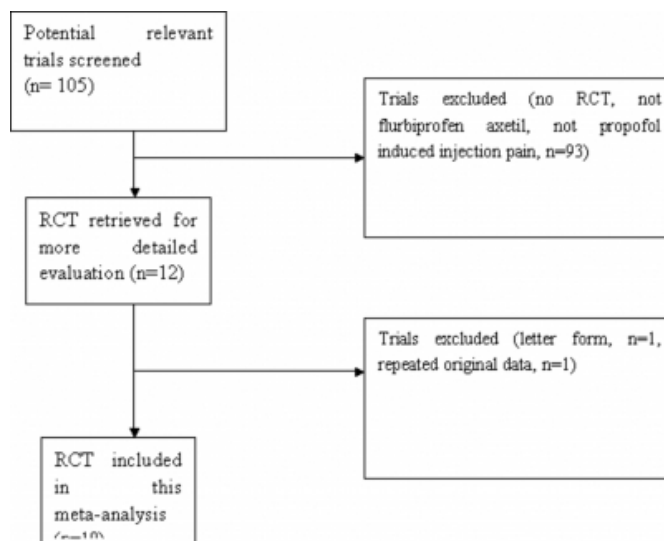 Potential relevant
trials screened
(n= 105)
Trials excluded (no RCT, not
flurbiprofen axetil, not propofol
induced injection pain, n=93)
RCT retrieved for
more detailed
evaluation (n=12)
Trials excluded (letter form, n=1,
repeated original data, n=1)
RCT included
in this
meta-analysis
(n=10)